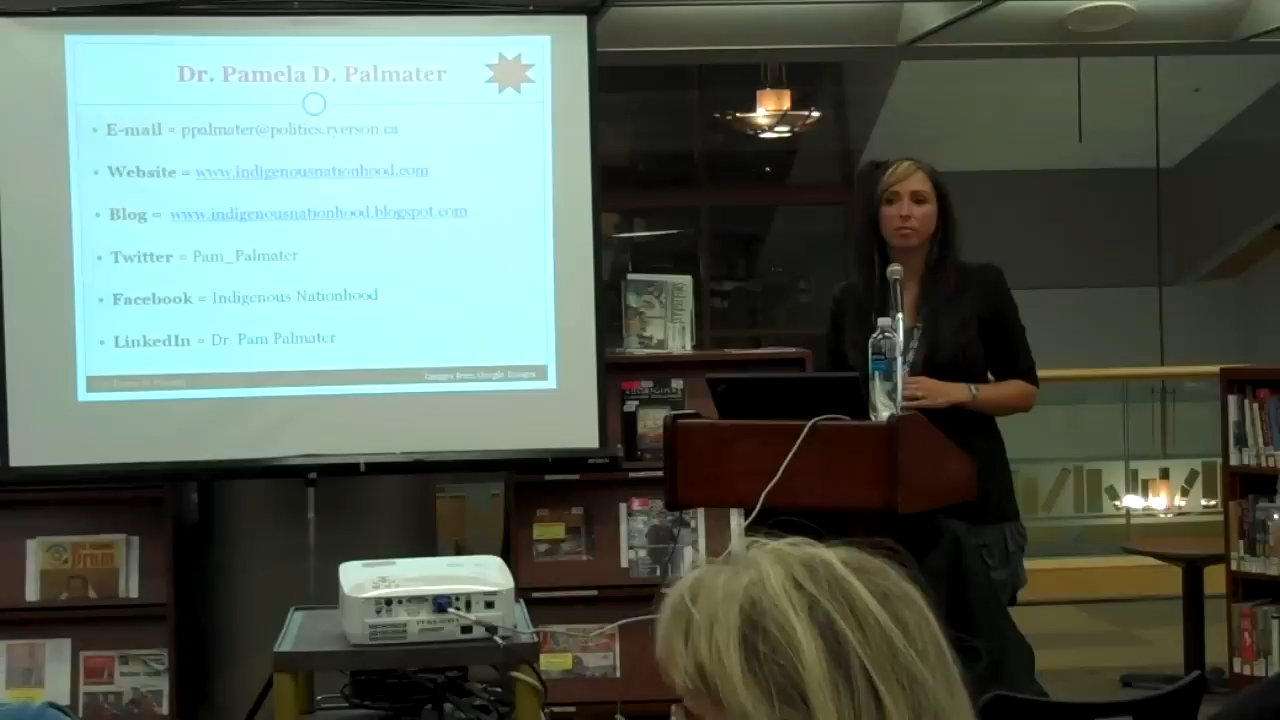 Dr. Pamela D. Palmater
• E-mail = ppalmater@politics.ryerson.ca
• Website = www.indigenousnationhood.com
• Blog = www.indigenousnationhood.blogspot.com
• Twitter = Pam_Palmater
• Facebook = Indigenous Nationhood
• LinkedIn = Dr. Pam Palmater
Images from Google Images
Drum